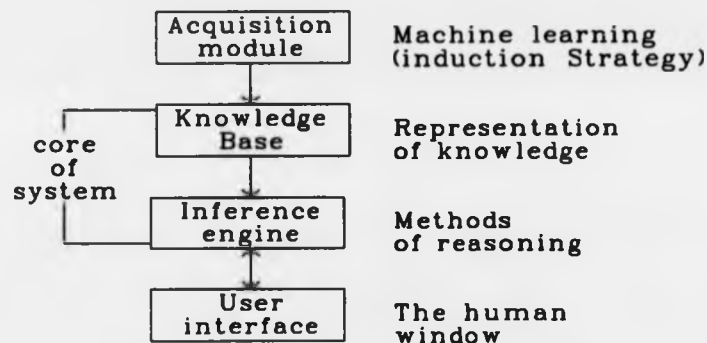 Acquisition
module
Machine learning
(induction Strategy)
Knowledge
Base
Representation
of knowledge
core
of
system
Inference
engine
Methods
of reasoning
User
interface
The human
window